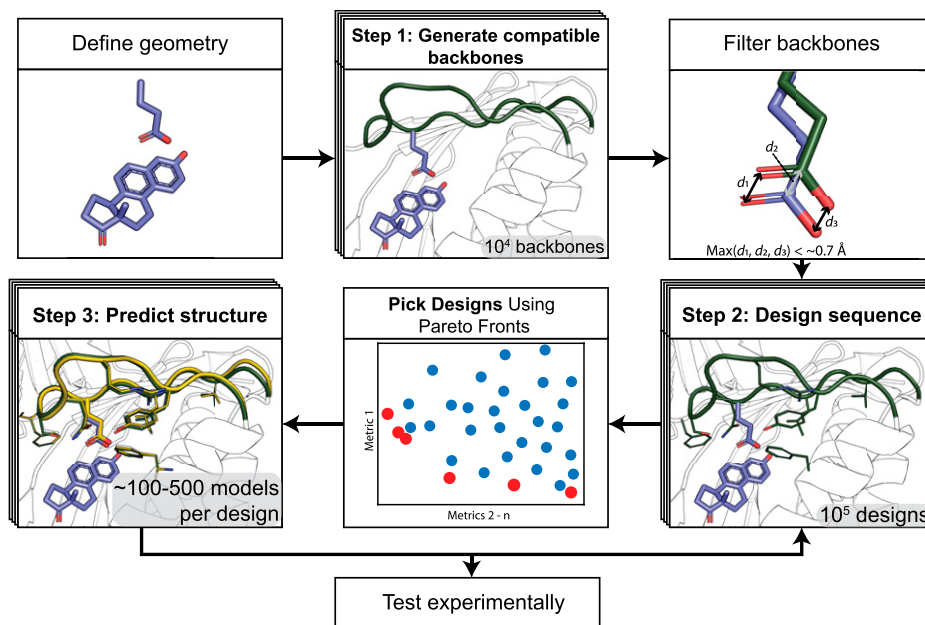 Define geometry
Step 1: Generate compatible
backbones
10⁴ backbones
Filter backbones
d₂
d₁
d₃
Max(d₁, d₂, d₃) < ~0.7 Å
Step 3: Predict structure
~100-500 models
per design
Pick Designs Using
Pareto Fronts
Metric 1
Metrics 2 - n
Step 2: Design sequence
10⁵ designs
Test experimentally